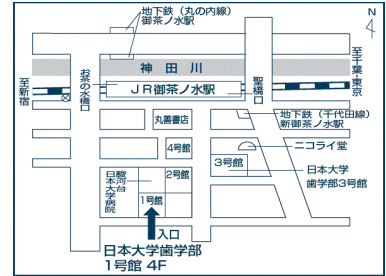 地下鉄（丸の内線）
御茶ノ水駅
N
神田川
至千葉・東京
至新宿
お茶の水橋口
JR御茶ノ水駅
聖橋口
丸善書店
地下鉄（千代田線）
新御茶ノ水駅
4号館
ニコライ堂
3号館
日本大学
歯学部3号館
駿河台
日本大学病院
2号館
1号館
入口
日本大学歯学部
1号館 4F